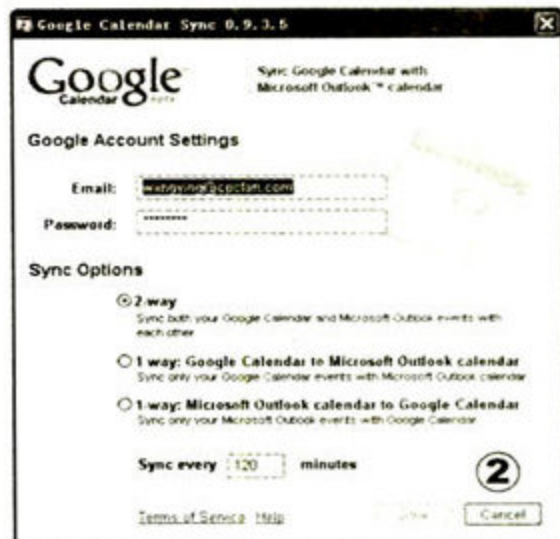 Google Calendar Sync 0.9.3.5
Google
Calendar
Sync Google Calendar with
Microsoft Outlook™ calendar
Google Account Settings
Email:
Password: ********
Sync Options
2-way
Sync both your Google Calendar and Microsoft Outlook events with
each other
1-way: Google Calendar to Microsoft Outlook calendar
Sync only your Google Calendar events with Microsoft Outlook calendar
1-way: Microsoft Outlook calendar to Google Calendar
Sync only your Microsoft Outlook events with Google Calendar
Sync every 120 minutes
2
Terms of Service Help
Cancel